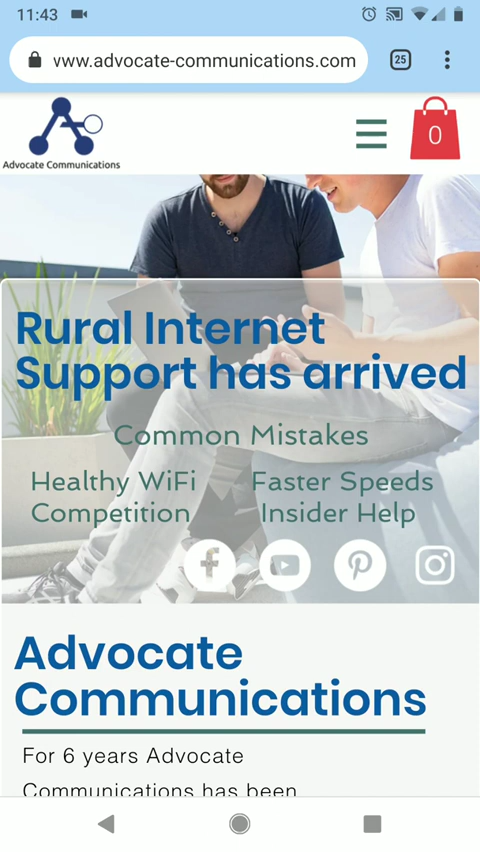 11:43
www.advocate-communications.com
25
Advocate Communications
0
Rural Internet
Support has arrived
Common Mistakes
Healthy WiFi
Faster Speeds
Competition
Insider Help
Advocate
Communications
For 6 years Advocate
Communications has been